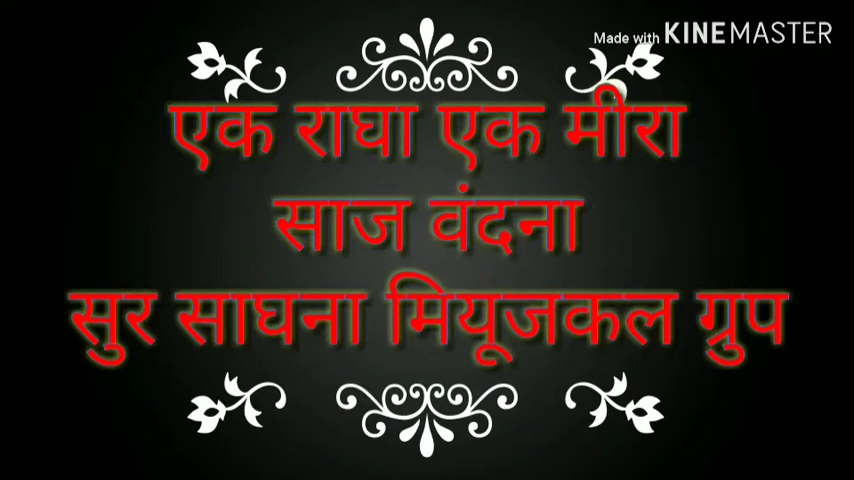 Made with KINEMASTER
एक राघा एक मीरा
साज वंदना
सुर साघना मियूजकल ग्रुप